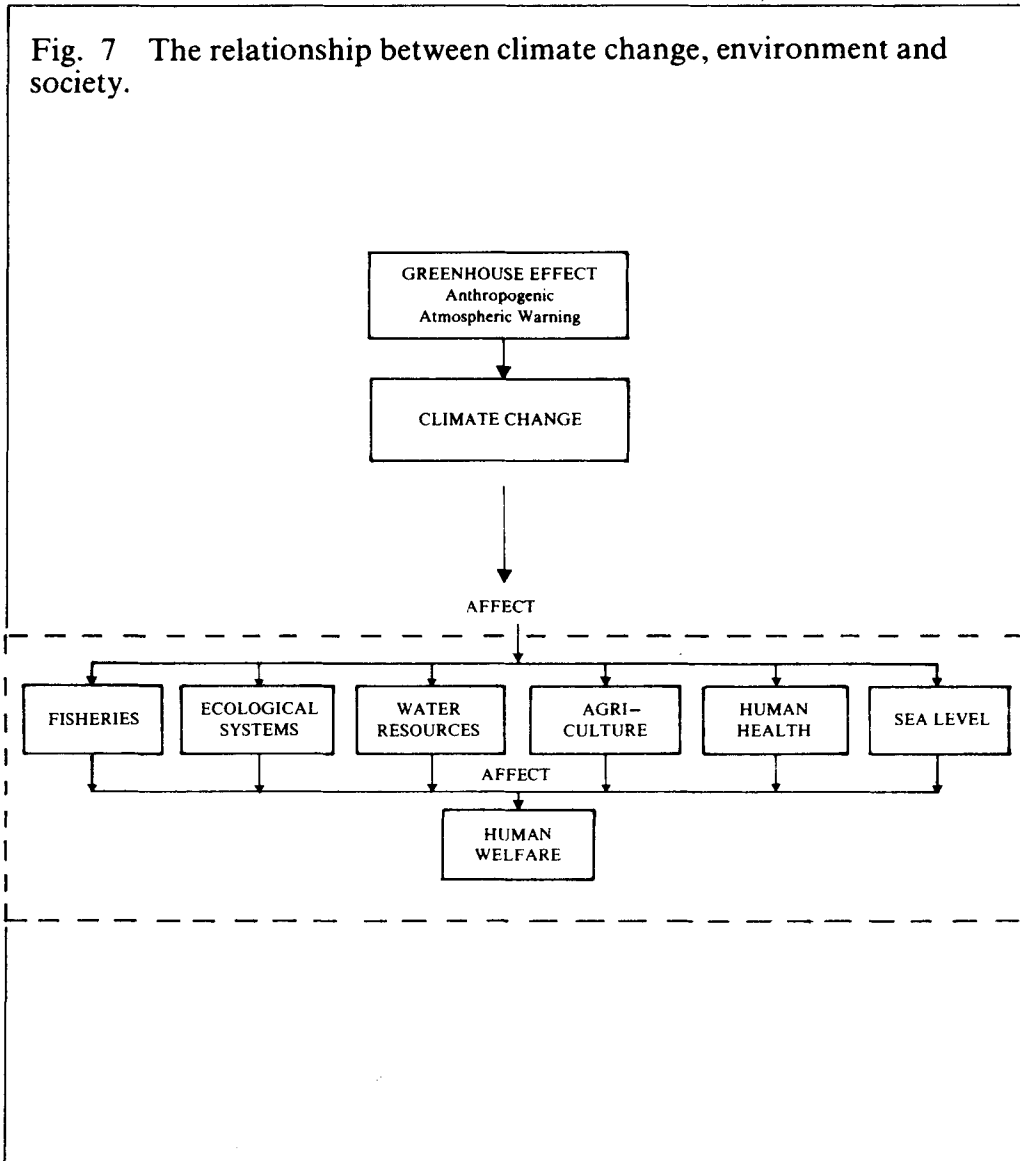 Fig. 7 The relationship between climate change, environment and
society.
GREENHOUSE EFFECT
Anthropogenic
Atmospheric Warning
CLIMATE CHANGE
AFFECT
FISHERIES
ECOLOGICAL
SYSTEMS
WATER
RESOURCES
AGRI–
CULTURE
HUMAN
HEALTH
SEA LEVEL
AFFECT
HUMAN
WELFARE